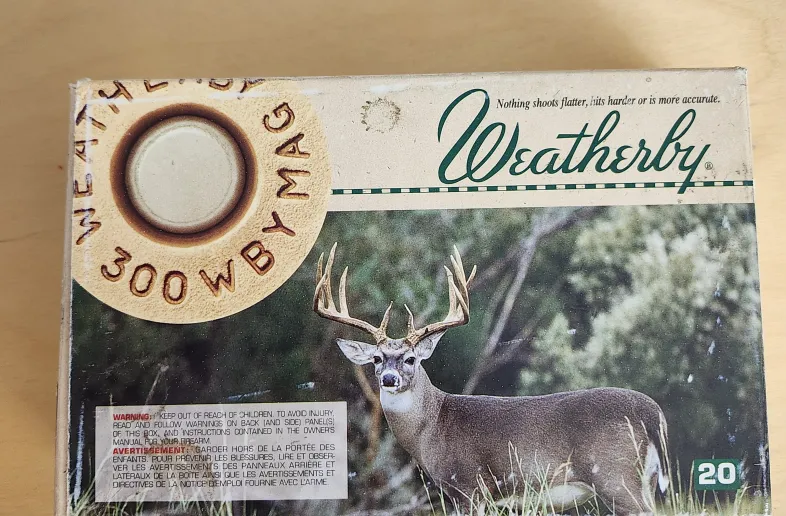 WEATHERBY
300 WBY MAG
Nothing shoots flatter, hits harder or is more accurate.
Weatherby®
WARNING: KEEP OUT OF REACH OF CHILDREN. TO AVOID INJURY,
READ AND FOLLOW WARNINGS ON BACK (AND SIDE) PANEL(S)
OF THIS BOX, AND INSTRUCTIONS CONTAINED IN THE OWNER'S
MANUAL FOR YOUR FIREARM.
AVERTISSEMENT: GARDER HORS DE LA PORTÉE DES
ENFANTS. POUR PRÉVENIR LES BLESSURES, LIRE ET OBSER-
VER LES AVERTISSEMENTS DES PANNEAUX ARRIÈRE ET
LATÉRAUX DE LA BOÎTE AINSI QUE LES AVERTISSEMENTS ET
DIRECTIVES DE LA NOTICE D'EMPLOI FOURNIE AVEC L'ARME.
20